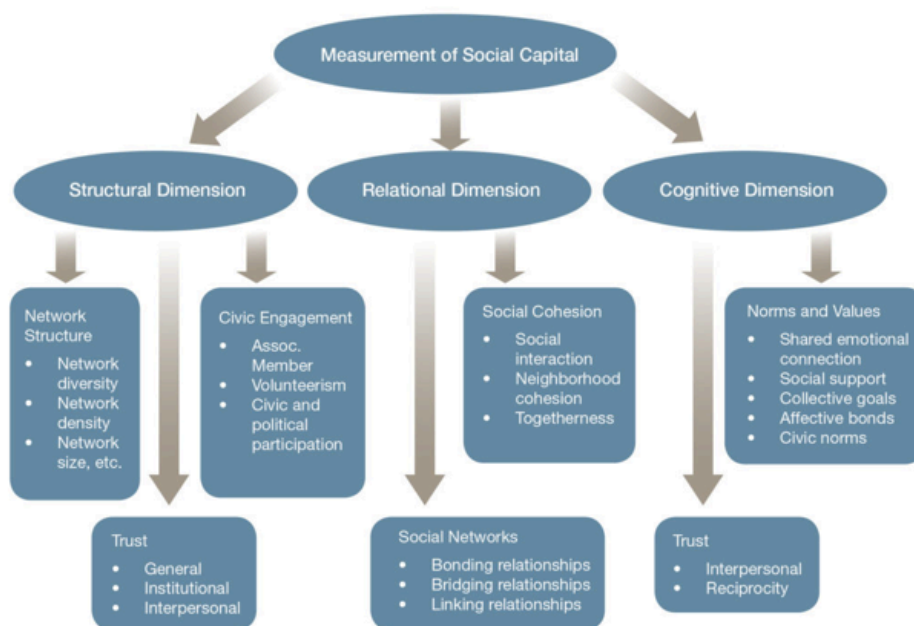 Measurement of Social Capital
Structural Dimension
Relational Dimension
Cognitive Dimension
Network
Structure
• Network
diversity
• Network
density
• Network
size, etc.
Civic Engagement
• Assoc.
Member
• Volunteerism
• Civic and
political
participation
Social Cohesion
• Social
interaction
• Neighborhood
cohesion
• Togetherness
Norms and Values
• Shared emotional
connection
• Social support
• Collective goals
• Affective bonds
• Civic norms
Trust
• General
• Institutional
• Interpersonal
Social Networks
• Bonding relationships
• Bridging relationships
• Linking relationships
Trust
• Interpersonal
• Reciprocity